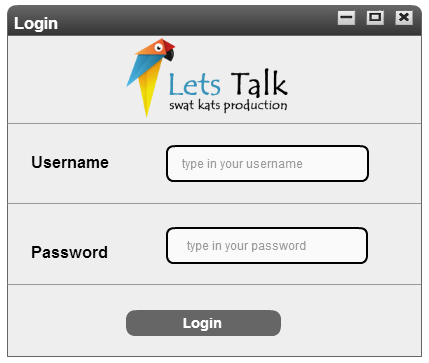 Login
Lets Talk
swat kats production
Username
type in your username
Password
type in your password
Login